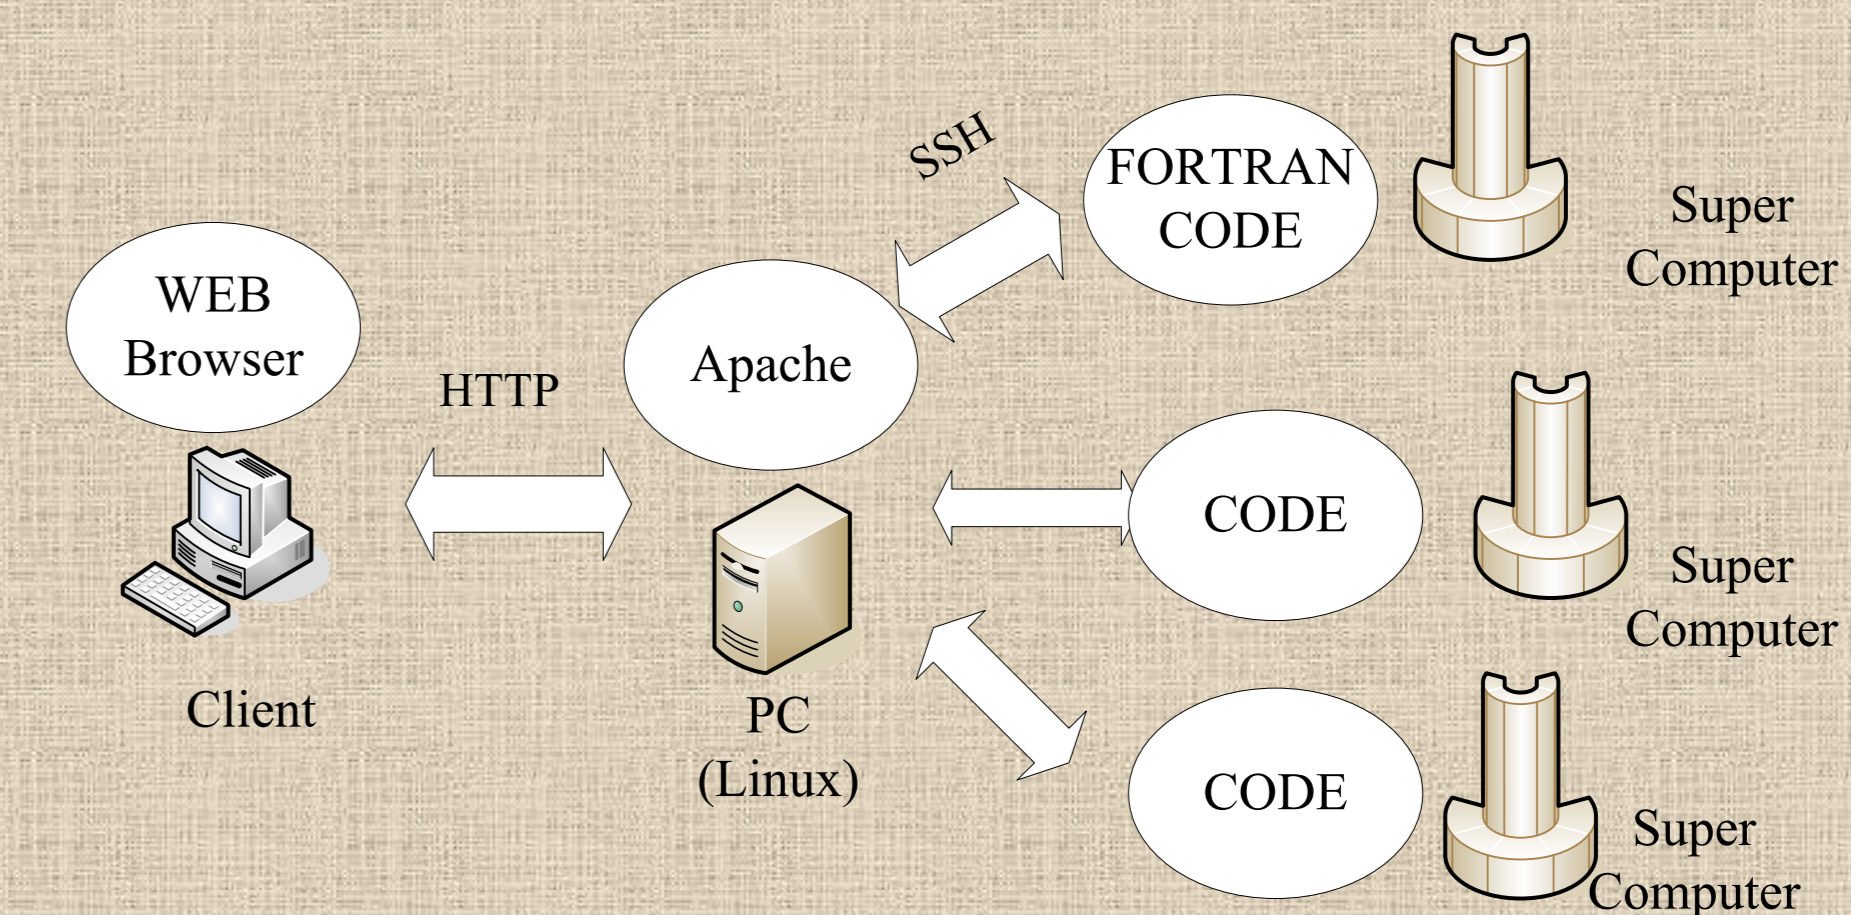 WEB
Browser
Client
HTTP
Apache
PC
(Linux)
SSH
FORTRAN
CODE
Super
Computer
CODE
Super
Computer
CODE
Super
Computer